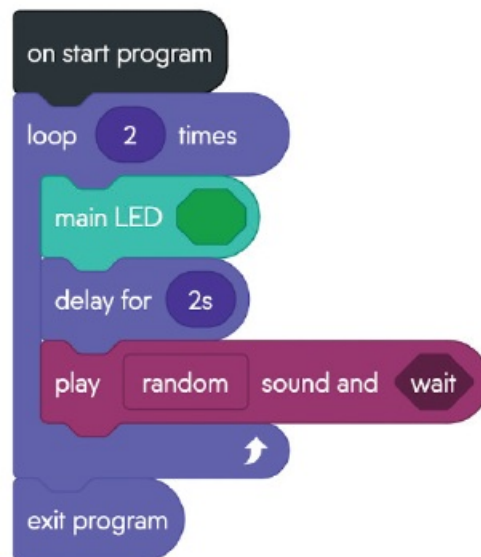 on start program
loop 2 times
main LED
delay for 2s
play random sound and wait
exit program